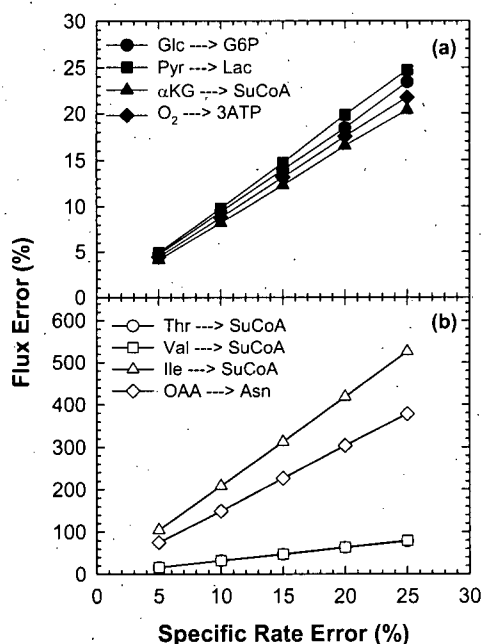 30
(a)
Glc ---> G6P
Pyr ---> Lac
αKG ---> SuCoA
O₂ ---> 3ATP
25
20
15
10
5
0
Flux Error (%)
(b)
Thr ---> SuCoA
Val ---> SuCoA
Ile ---> SuCoA
OAA ---> Asn
600
500
400
300
200
100
0
0 5 10 15 20 25 30
Specific Rate Error (%)